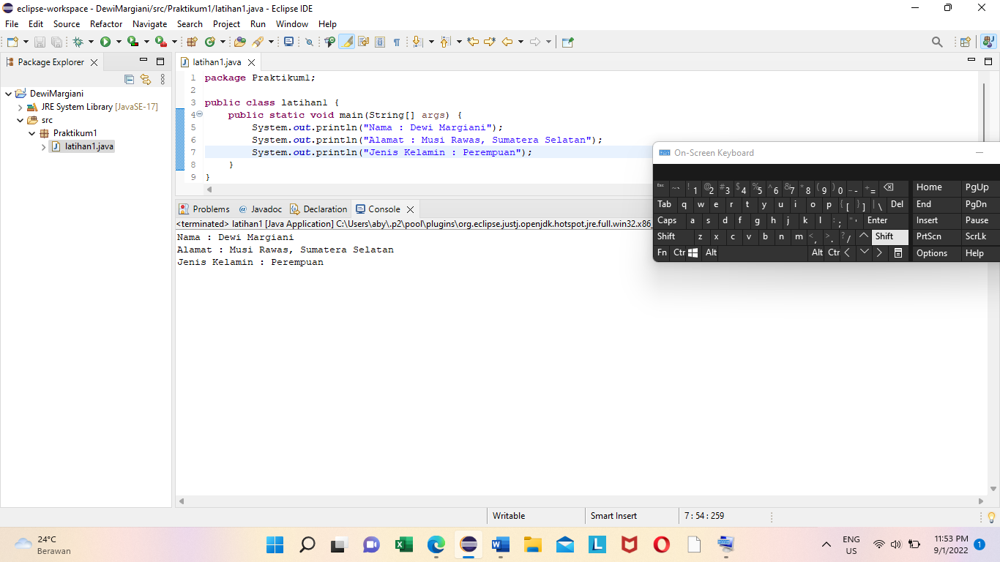 eclipse-workspace - DewiMargiani/src/Praktikum1/latihan1.java - Eclipse IDE
File Edit Source Refactor Navigate Search Project Run Window Help
Package Explorer
DewiMargiani
JRE System Library [JavaSE-17]
src
Praktikum1
latihan1.java
latihan1.java
1 package Praktikum1;
2
3 public class latihan1 {
4 public static void main(String[] args) {
5 System.out.println("Nama : Dewi Margiani");
6 System.out.println("Alamat : Musi Rawas, Sumatera Selatan");
7 System.out.println("Jenis Kelamin : Perempuan");
8 }
9 }
Problems @ Javadoc Declaration Console
<terminated> latihan1 [Java Application] C:\Users\aby\.p2\pool\plugins\org.eclipse.justj.openjdk.hotspot.jre.full.win32.x86_
Nama : Dewi Margiani
Alamat : Musi Rawas, Sumatera Selatan
Jenis Kelamin : Perempuan
On-Screen Keyboard
Esc ~ ` ! 1 @ 2 # 3 $ 4 % 5 ^ 6 & 7 * 8 ( 9 ) 0 _ - + = Home PgUp
Tab q w e r t y u i o p { [ } ] | \ Del End PgDn
Caps a s d f g h j k l : ; " ' Enter Insert Pause
Shift z x c v b n m < , > . ? / Shift PrtScn ScrLk
Fn Ctr Alt Alt Ctr Options Help
Writable Smart Insert 7 : 54 : 259
24°C
Berawan
ENG
US
11:53 PM
9/1/2022
1